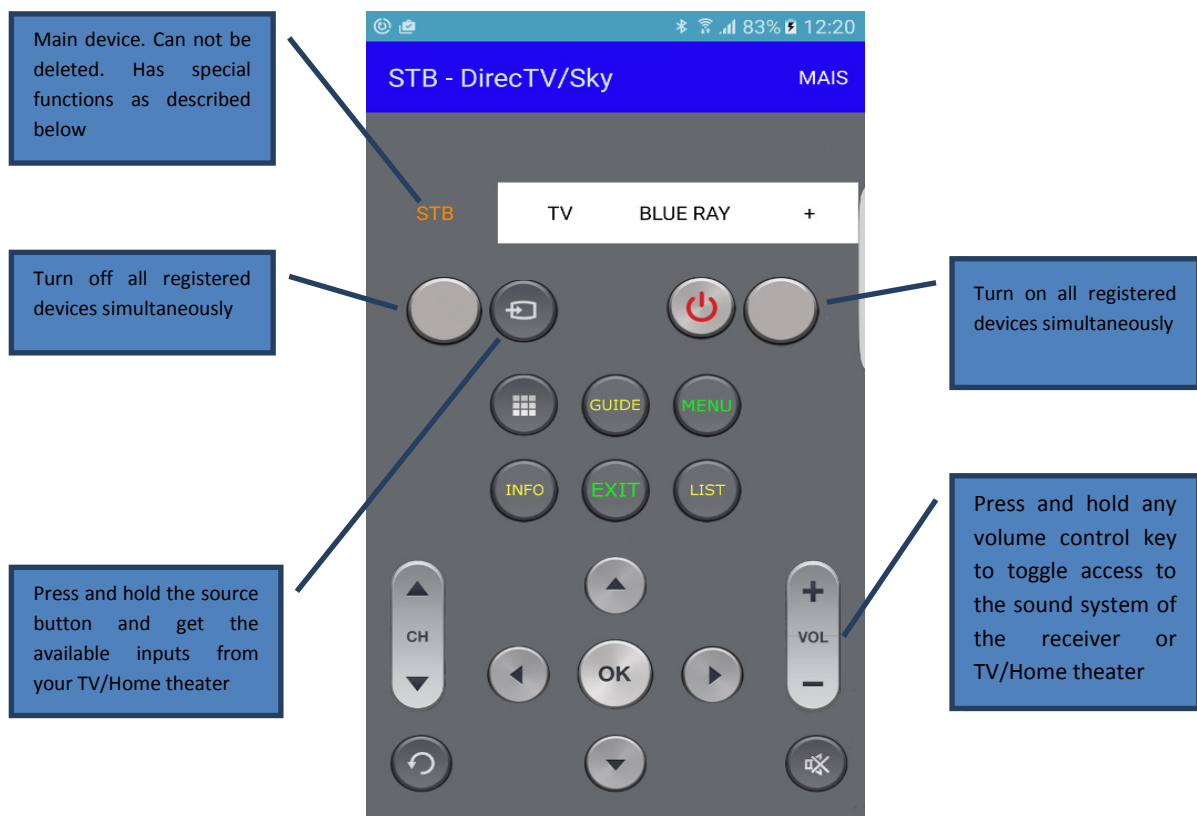 Main device. Can not be
deleted. Has special
functions as described
below
83% 12:20
STB - DirecTV/Sky MAIS
STB TV BLUE RAY +
Turn off all registered
devices simultaneously
Turn on all registered
devices simultaneously
GUIDE MENU
INFO EXIT LIST
Press and hold the source
button and get the
available inputs from
your TV/Home theater
CH
OK
+
VOL
−
Press and hold any
volume control key
to toggle access to
the sound system of
the receiver or
TV/Home theater